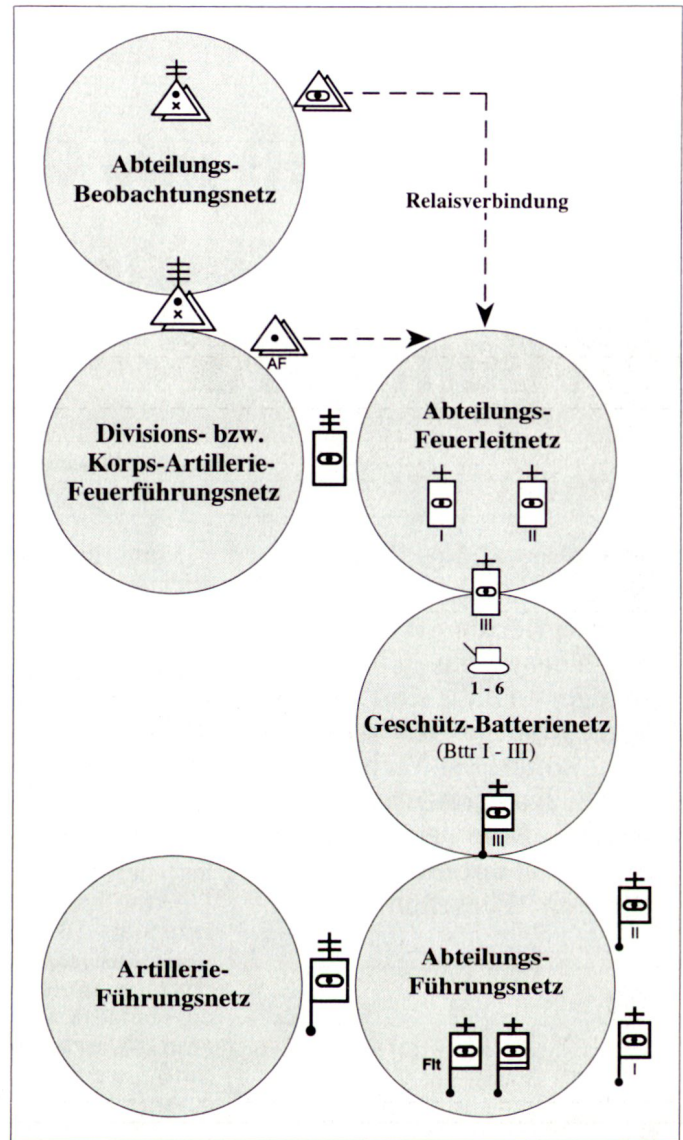 Abteilungs-
Beobachtungsnetz
Relaisverbindung
AF
Divisions- bzw.
Korps-Artillerie-
Feuerführungsnetz
Abteilungs-
Feuerleitnetz
I
II
III
1 - 6
Geschütz-Batterienetz
(Bttr I - III)
III
Artillerie-
Führungsnetz
Abteilungs-
Führungsnetz
II
Flt
I